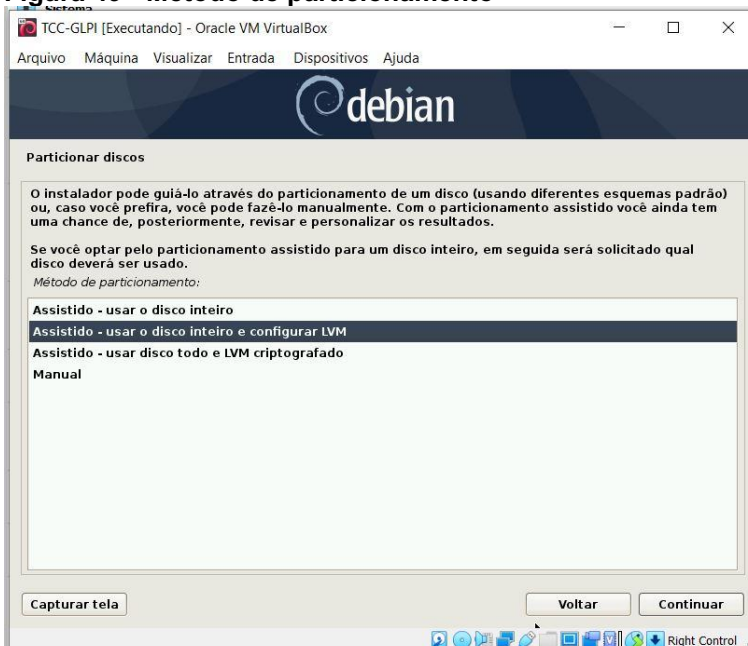 Sistema
TCC-GLPI [Executando] - Oracle VM VirtualBox
Arquivo Máquina Visualizar Entrada Dispositivos Ajuda
debian
Particionar discos
O instalador pode guiá-lo através do particionamento de um disco (usando diferentes esquemas padrão)
ou, caso você prefira, você pode fazê-lo manualmente. Com o particionamento assistido você ainda tem
uma chance de, posteriormente, revisar e personalizar os resultados.
Se você optar pelo particionamento assistido para um disco inteiro, em seguida será solicitado qual
disco deverá ser usado.
Método de particionamento:
Assistido - usar o disco inteiro
Assistido - usar o disco inteiro e configurar LVM
Assistido - usar disco todo e LVM criptografado
Manual
Capturar tela
Voltar Continuar
Right Control